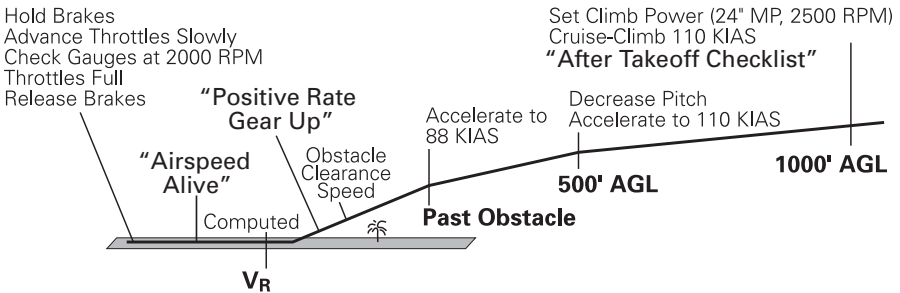 Hold Brakes
Advance Throttles Slowly
Check Gauges at 2000 RPM
Throttles Full
Release Brakes
“Airspeed
Alive”
Computed
VR
“Positive Rate
Gear Up”
Obstacle
Clearance
Speed
Accelerate to
88 KIAS
Past Obstacle
Decrease Pitch
Accelerate to 110 KIAS
500' AGL
Set Climb Power (24" MP, 2500 RPM)
Cruise-Climb 110 KIAS
“After Takeoff Checklist”
1000' AGL